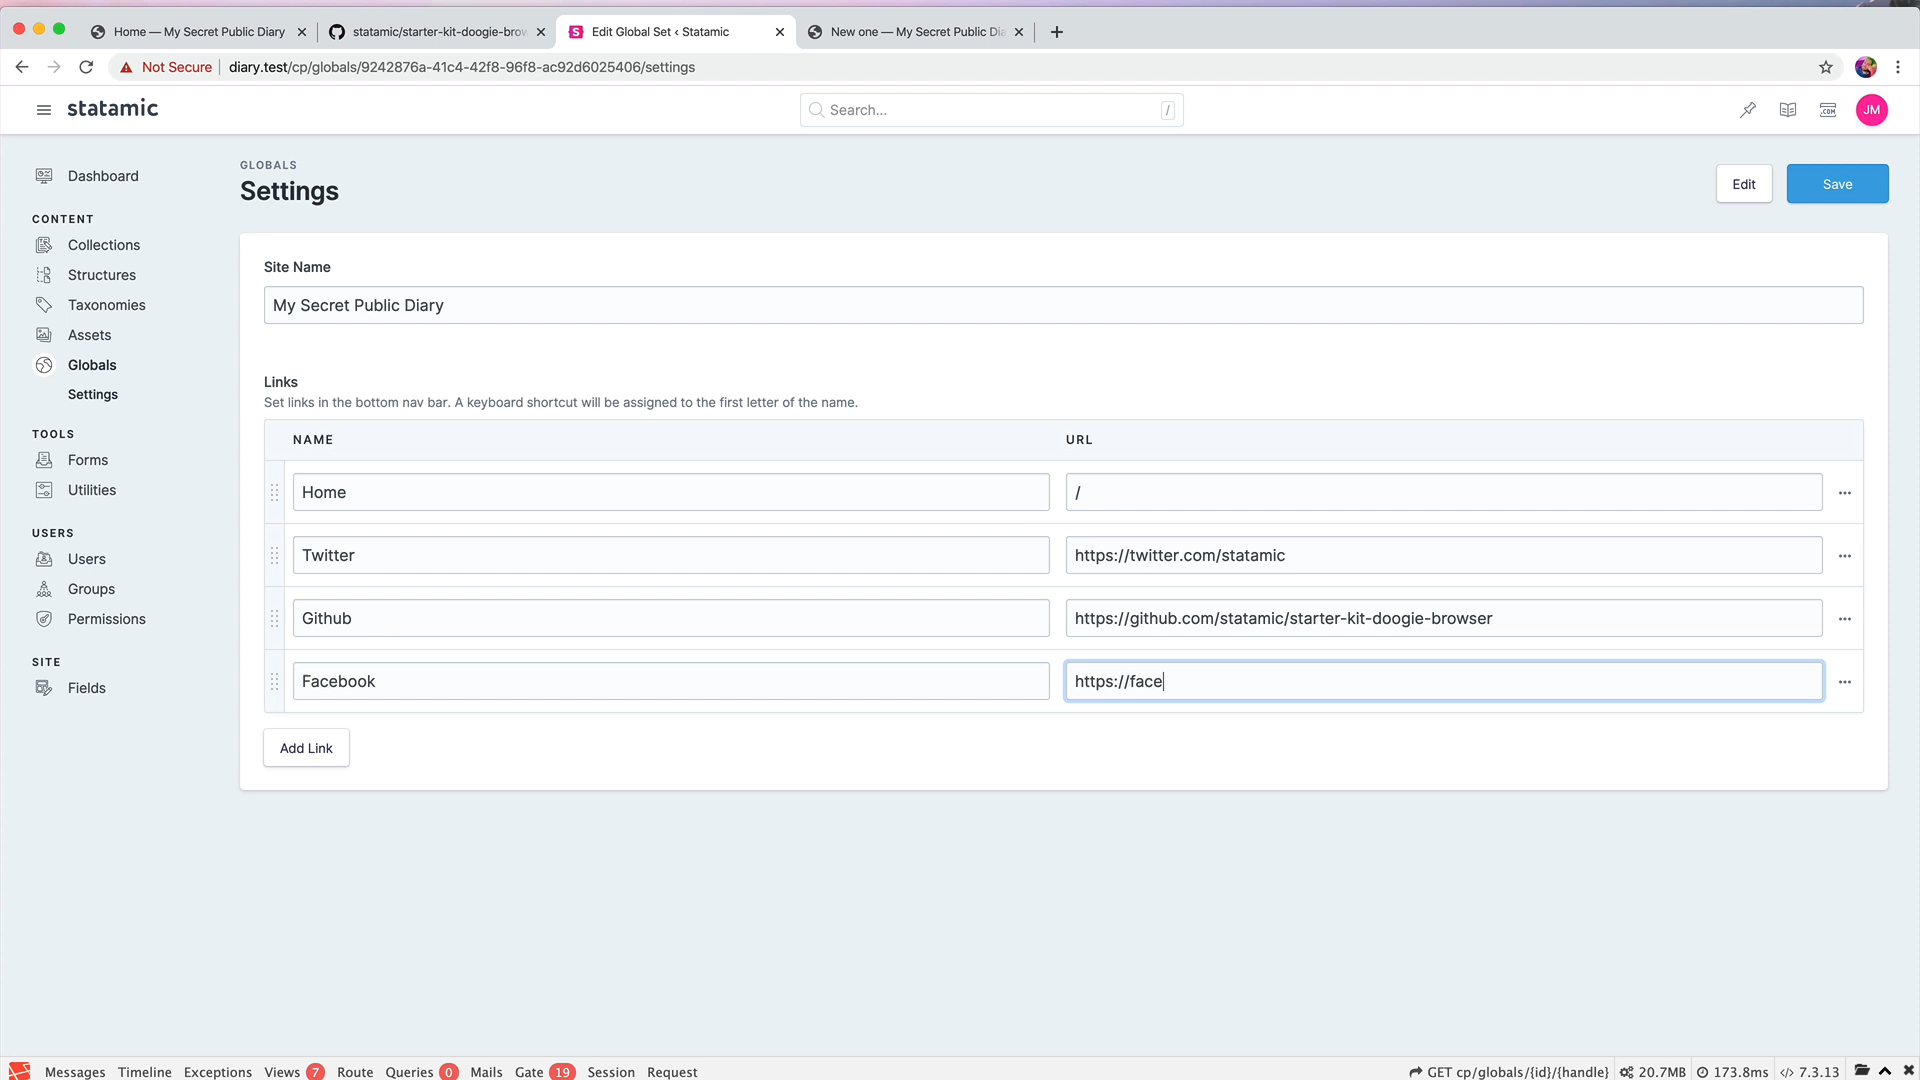 Home — My Secret Public Diary
statamic/starter-kit-doogie-brow
Edit Global Set ‹ Statamic
New one — My Secret Public Dia
Not Secure
diary.test/cp/globals/9242876a-41c4-42f8-96f8-ac92d6025406/settings
statamic
Search...
/
.COM
JM
Dashboard
CONTENT
Collections
Structures
Taxonomies
Assets
Globals
Settings
TOOLS
Forms
Utilities
USERS
Users
Groups
Permissions
SITE
Fields
GLOBALS
Settings
Edit
Save
Site Name
My Secret Public Diary
Links
Set links in the bottom nav bar. A keyboard shortcut will be assigned to the first letter of the name.
NAME URL
Home /
Twitter https://twitter.com/statamic
Github https://github.com/statamic/starter-kit-doogie-browser
Facebook https://face
Add Link
Messages Timeline Exceptions Views 7 Route Queries 0 Mails Gate 19 Session Request GET cp/globals/{id}/{handle} 20.7MB 173.8ms 7.3.13